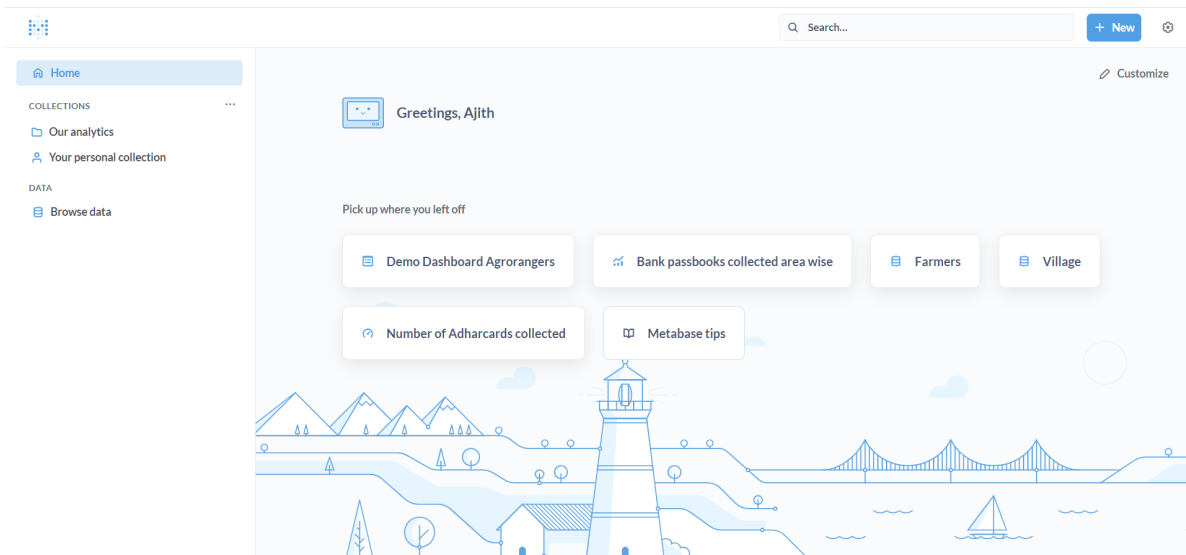 Search...
+ New
Home
Customize
COLLECTIONS
Greetings, Ajith
Our analytics
Your personal collection
DATA
Browse data
Pick up where you left off
Demo Dashboard Agrorangers
Bank passbooks collected area wise
Farmers
Village
Number of Adharcards collected
Metabase tips